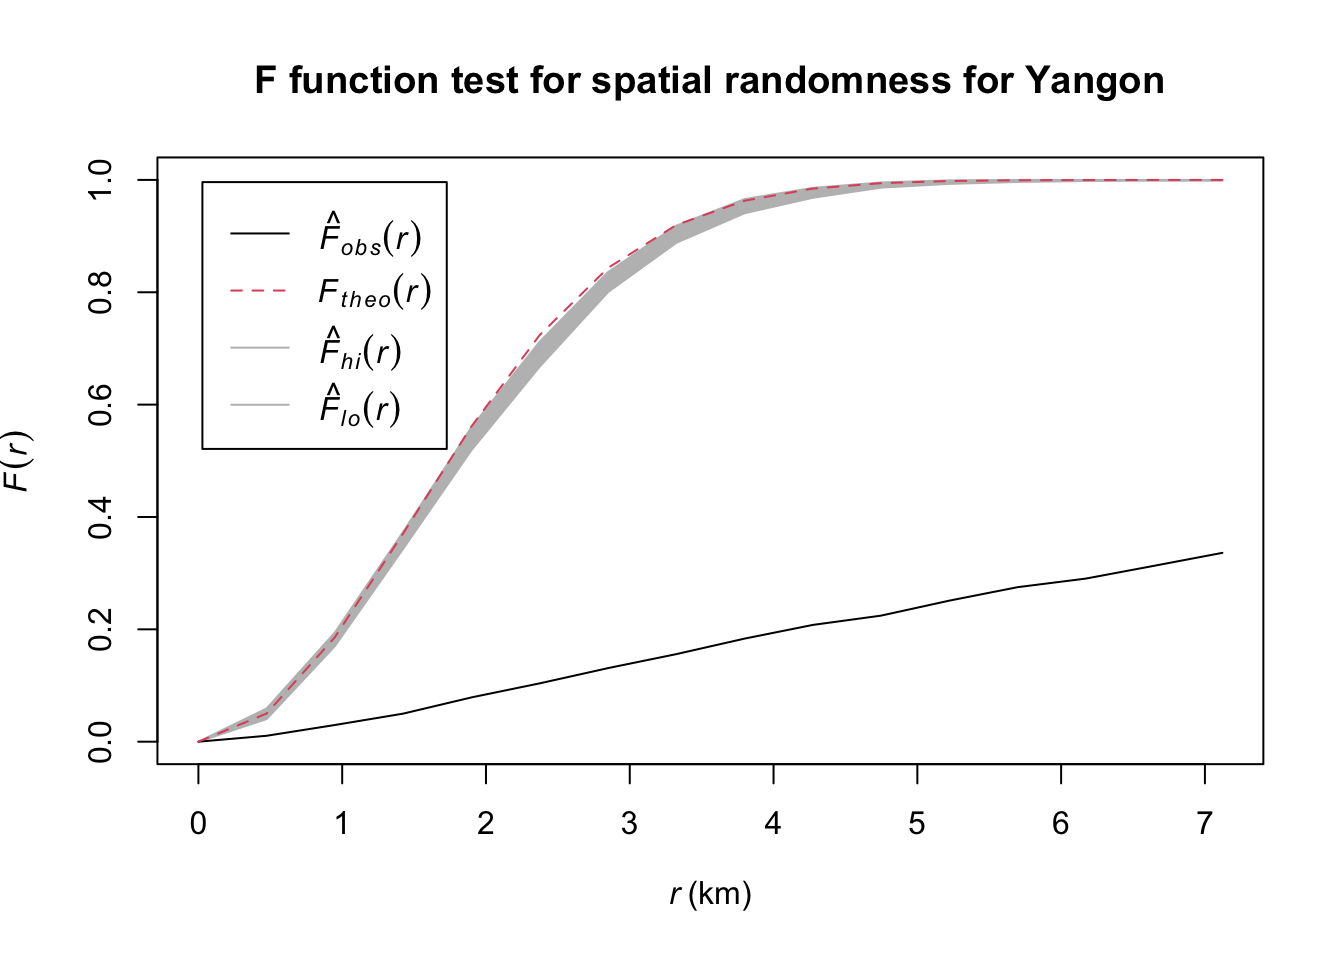 F function test for spatial randomness for Yangon
F̂obs(r)
Ftheo(r)
F̂hi(r)
F̂lo(r)
F(r)
1.0
0.8
0.6
0.4
0.2
0.0
0 1 2 3 4 5 6 7
r (km)